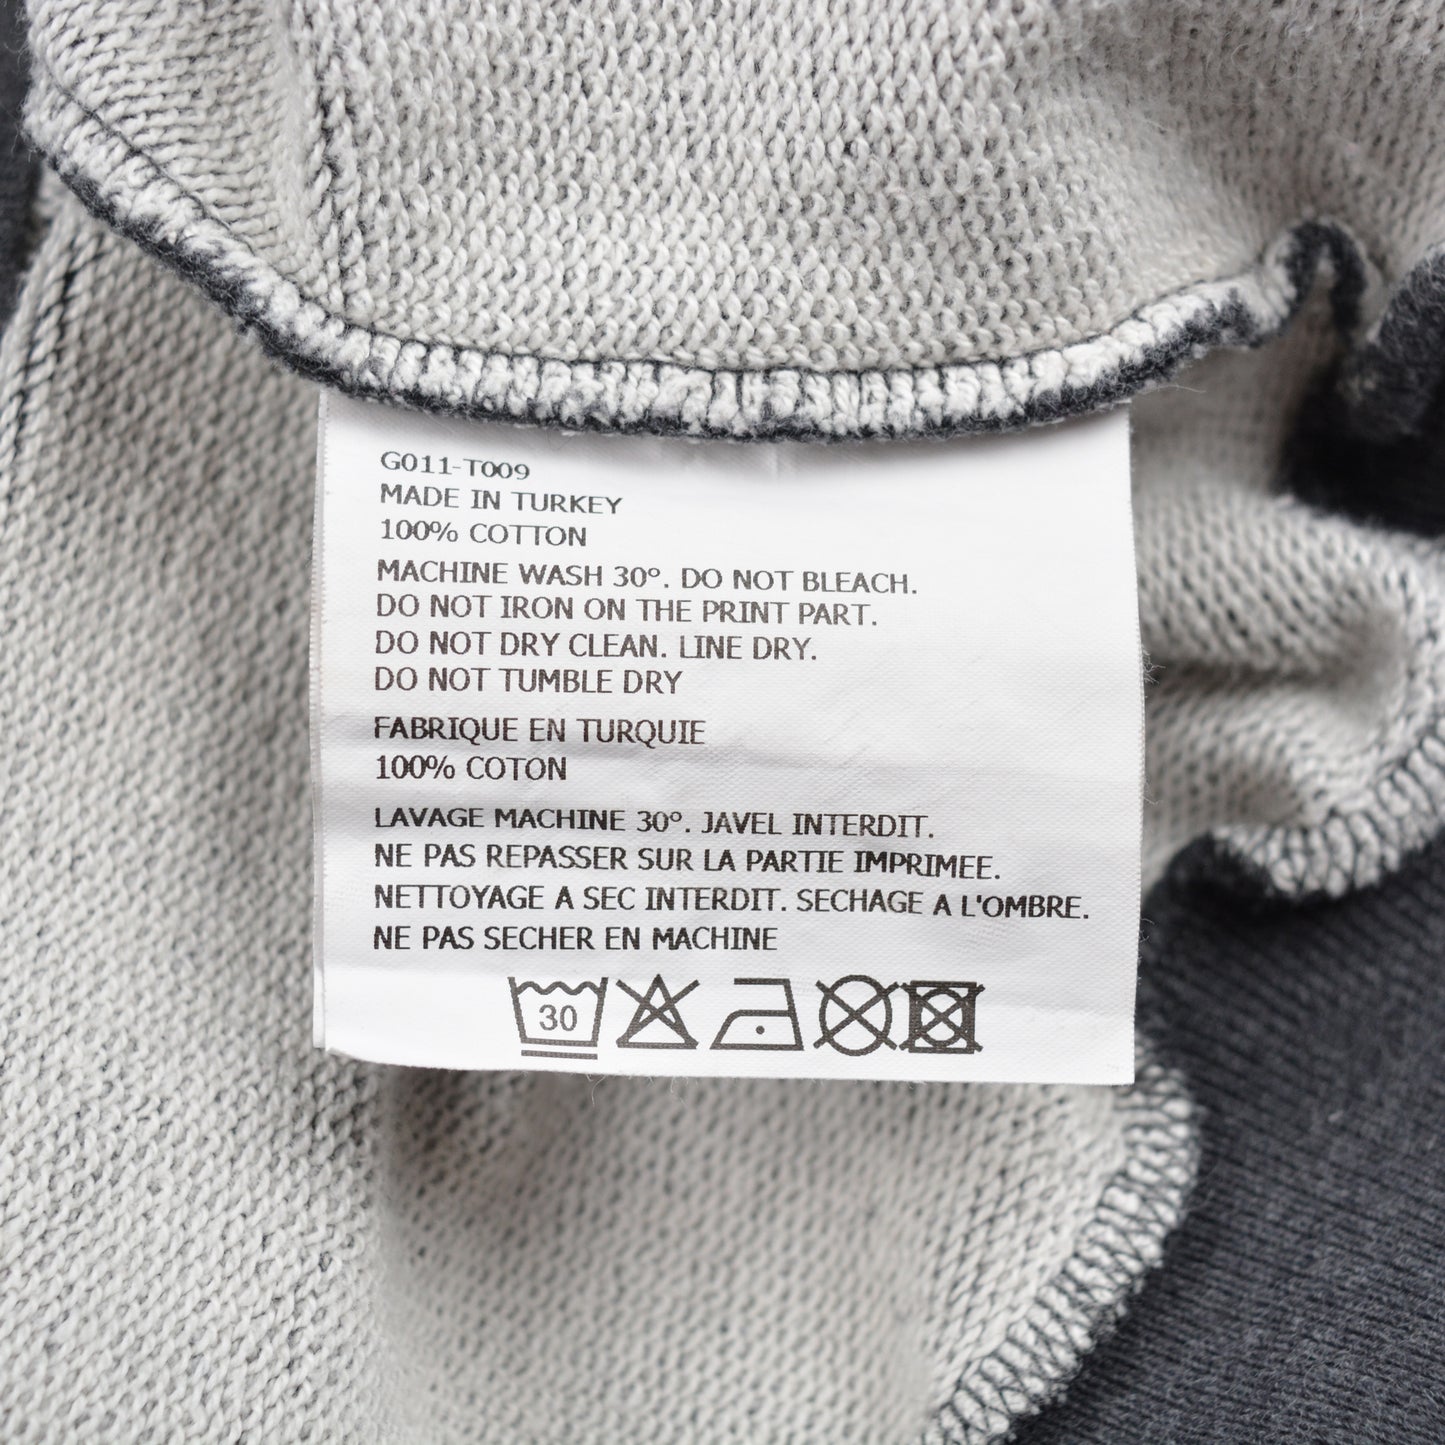 G011-T009
MADE IN TURKEY
100% COTTON
MACHINE WASH 30°. DO NOT BLEACH.
DO NOT IRON ON THE PRINT PART.
DO NOT DRY CLEAN. LINE DRY.
DO NOT TUMBLE DRY
FABRIQUE EN TURQUIE
100% COTON
LAVAGE MACHINE 30°. JAVEL INTERDIT.
NE PAS REPASSER SUR LA PARTIE IMPRIMEE.
NETTOYAGE A SEC INTERDIT. SECHAGE A L'OMBRE.
NE PAS SECHER EN MACHINE
30